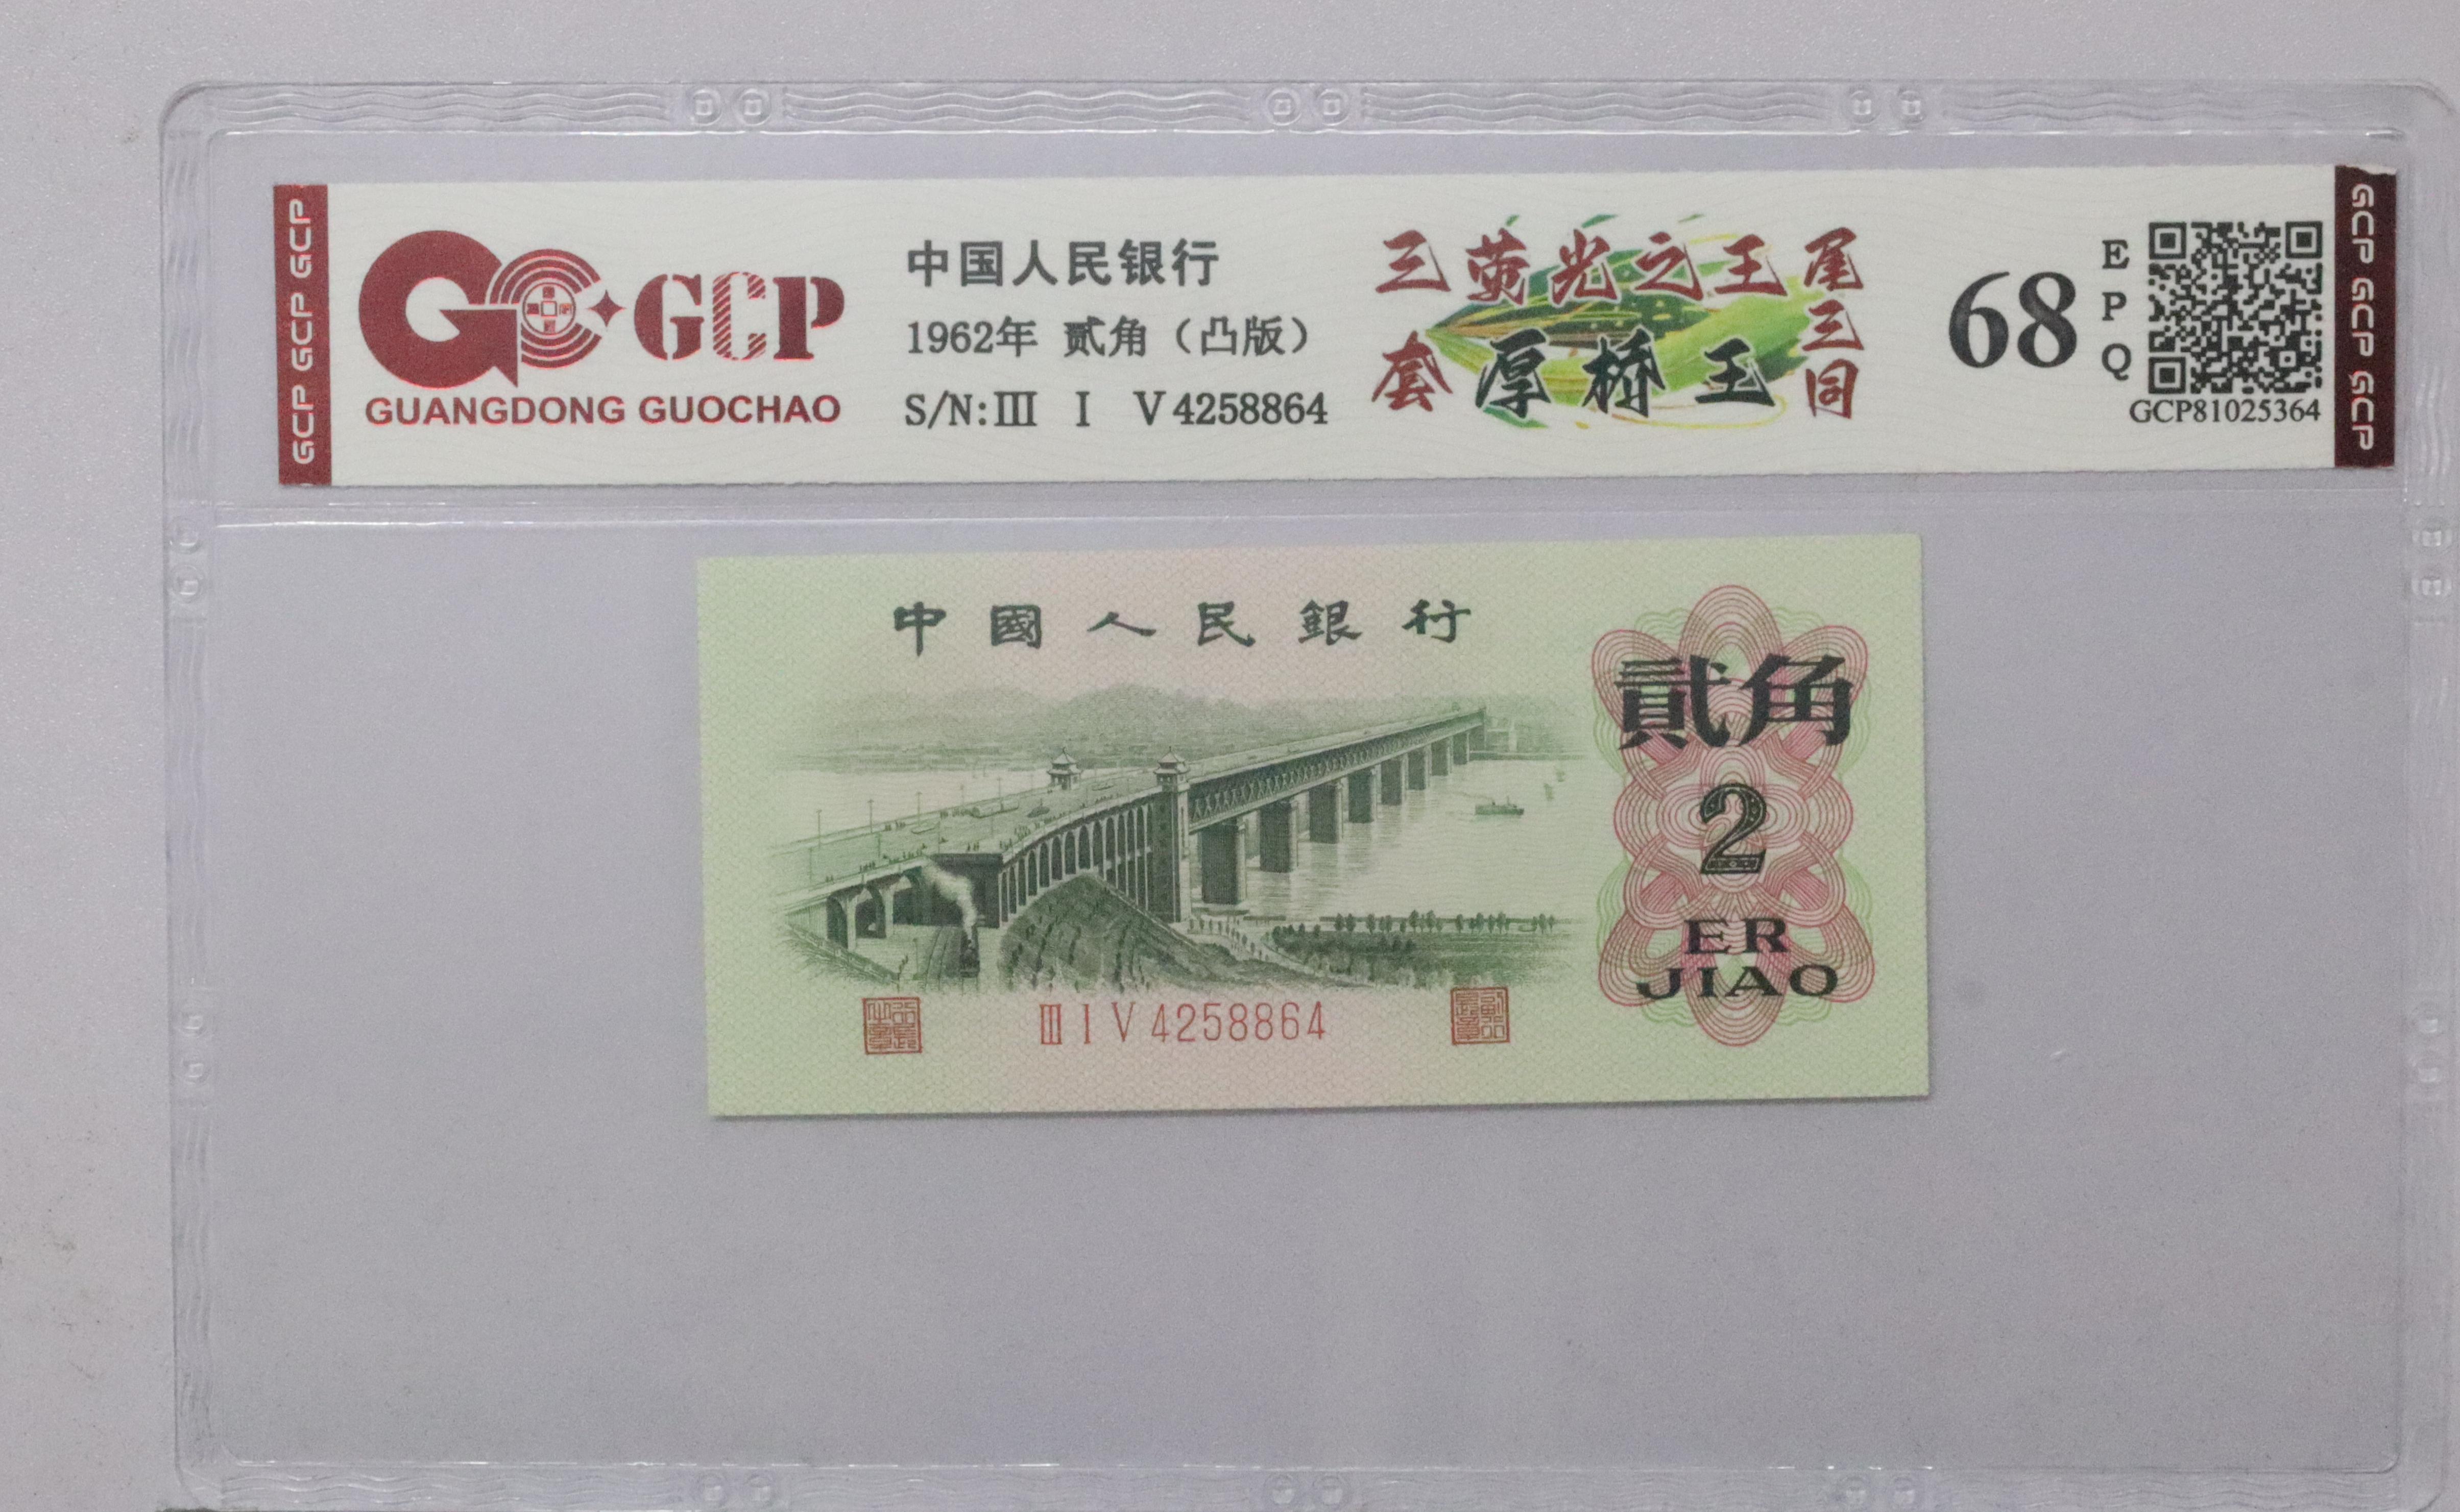 GCP GCP GCP
GCP
GUANGDONG GUOCHAO
中国人民银行
1962年 贰角（凸版）
S/N:Ⅲ Ⅰ Ⅴ4258864
三荧光之王
套
厚桥王
尾三同
68
EPQ
GCP81025364
GCP GCP GCP
中國人民銀行
貳角
2
ER
JIAO
Ⅲ Ⅰ Ⅴ 4258864